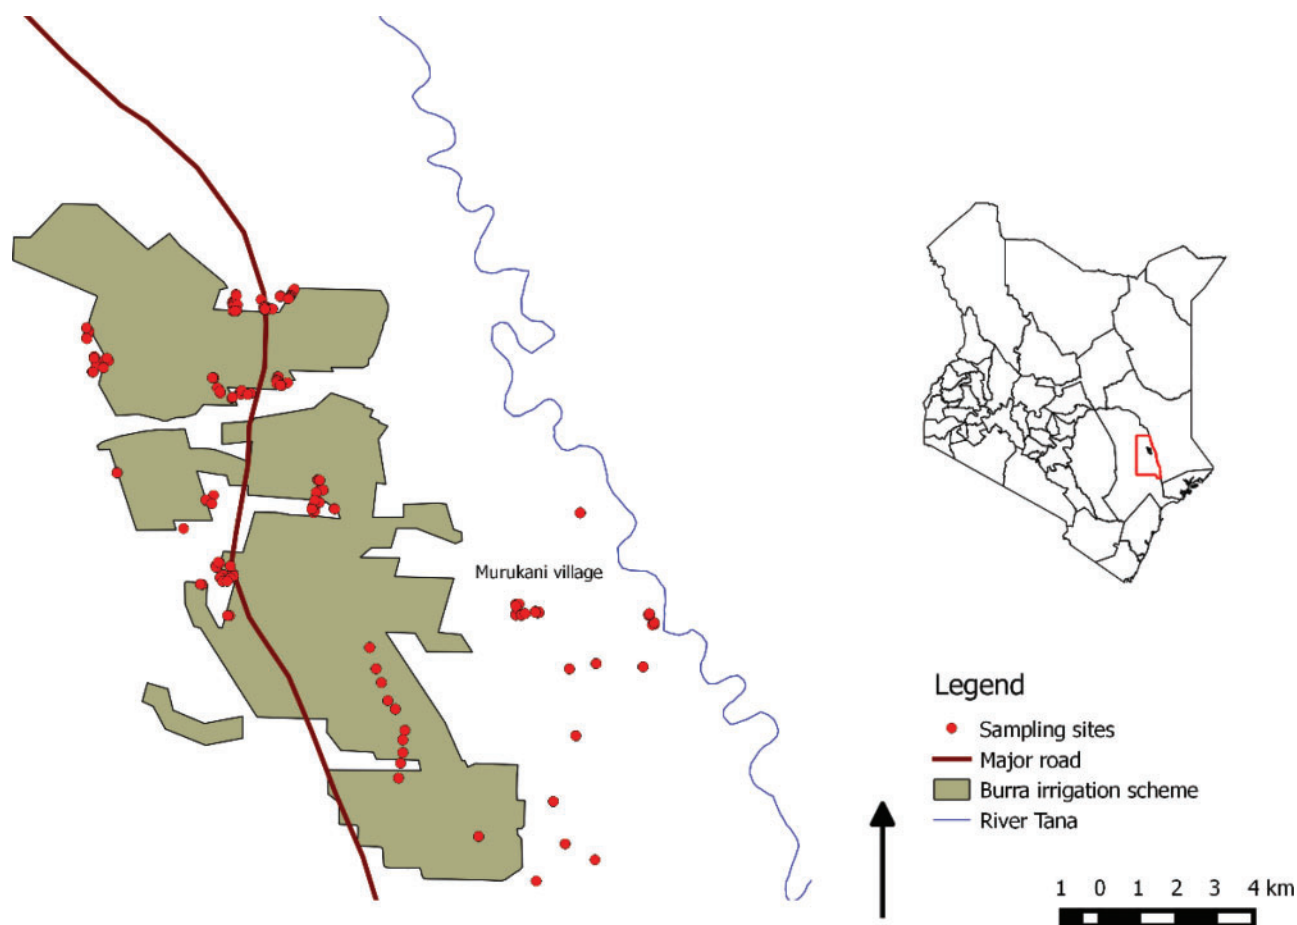 Murukani village
Legend
Sampling sites
Major road
Burra irrigation scheme
River Tana
1 0 1 2 3 4 km